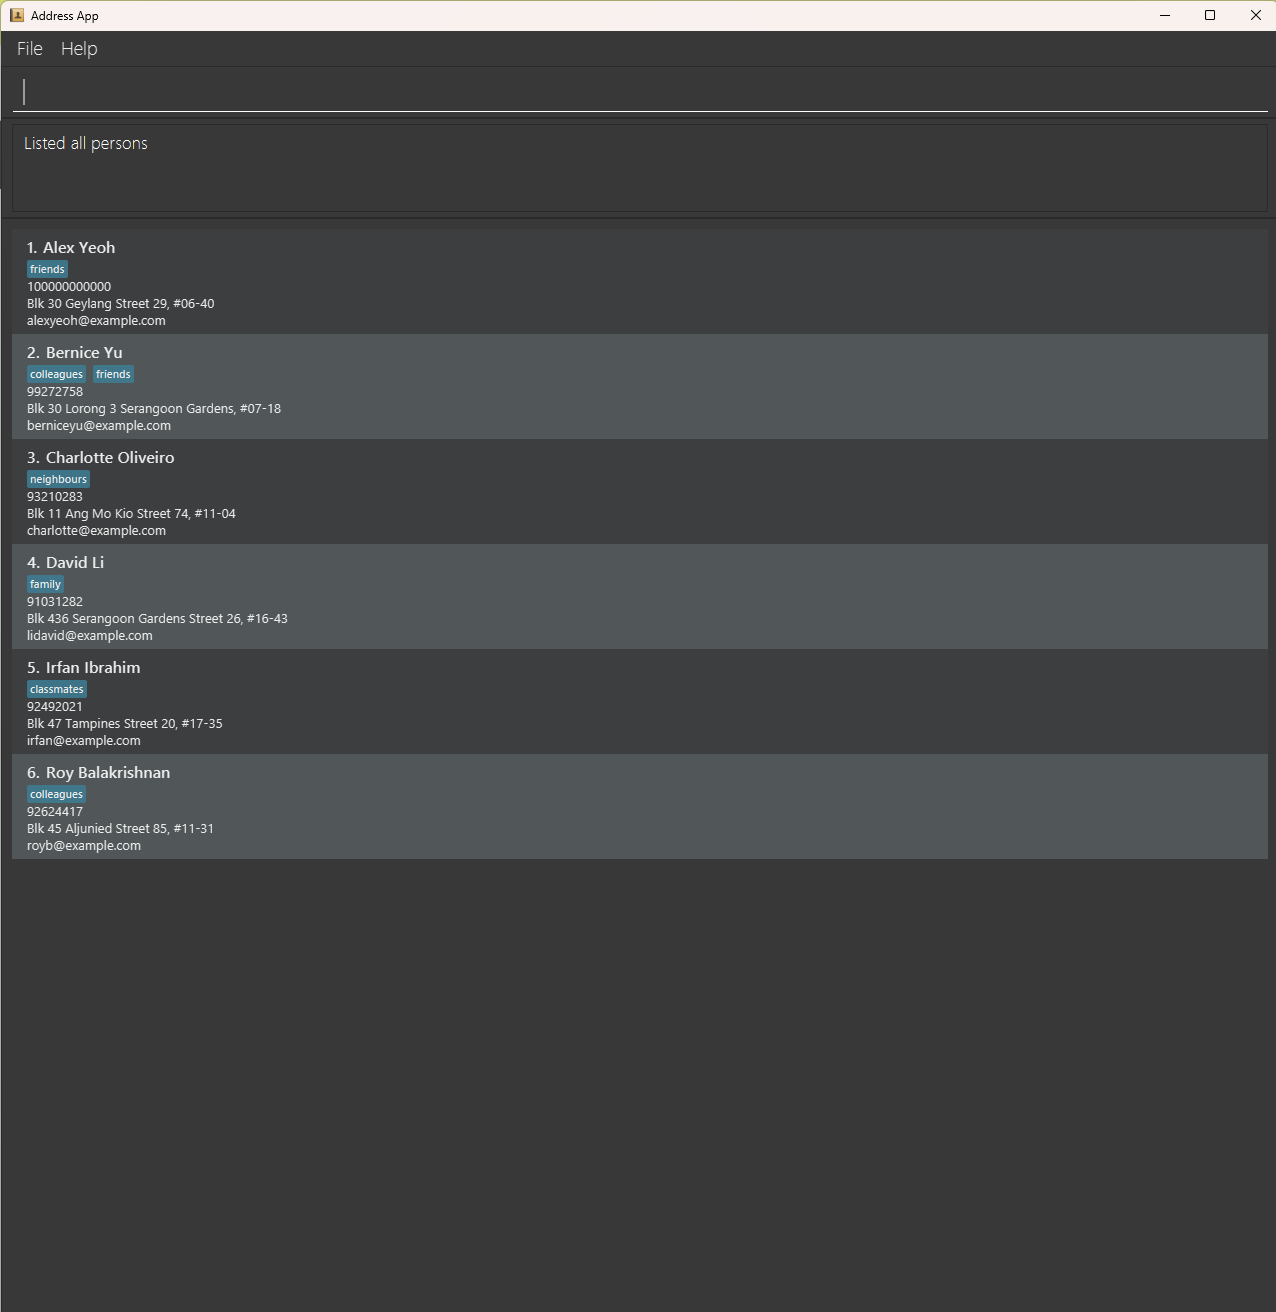 Address App
File Help
Listed all persons
1. Alex Yeoh
friends
100000000000
Blk 30 Geylang Street 29, #06-40
alexyeoh@example.com
2. Bernice Yu
colleagues friends
99272758
Blk 30 Lorong 3 Serangoon Gardens, #07-18
berniceyu@example.com
3. Charlotte Oliveiro
neighbours
93210283
Blk 11 Ang Mo Kio Street 74, #11-04
charlotte@example.com
4. David Li
family
91031282
Blk 436 Serangoon Gardens Street 26, #16-43
lidavid@example.com
5. Irfan Ibrahim
classmates
92492021
Blk 47 Tampines Street 20, #17-35
irfan@example.com
6. Roy Balakrishnan
colleagues
92624417
Blk 45 Aljunied Street 85, #11-31
royb@example.com